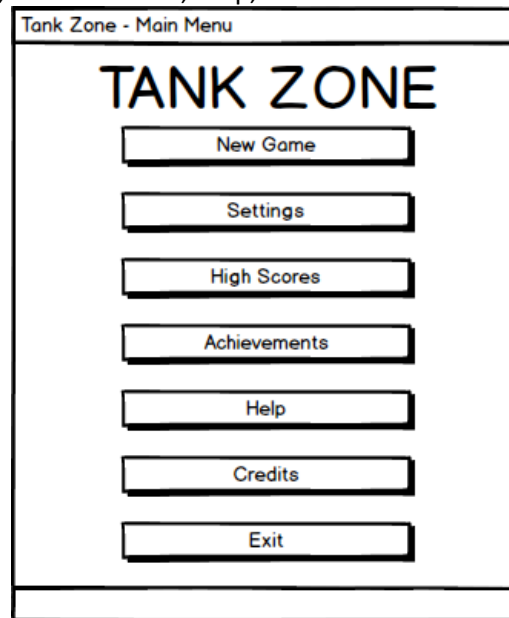 Tank Zone - Main Menu
TANK ZONE
New Game
Settings
High Scores
Achievements
Help
Credits
Exit